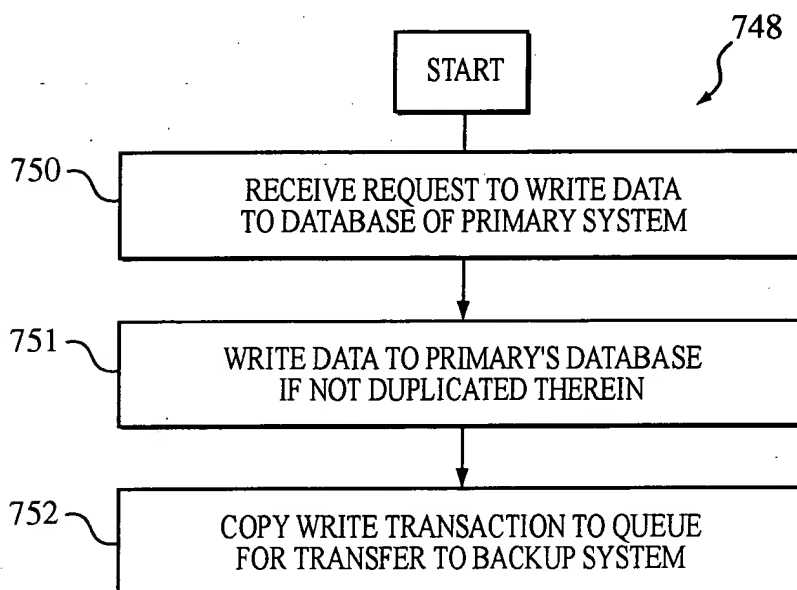 748
START
750
RECEIVE REQUEST TO WRITE DATA
TO DATABASE OF PRIMARY SYSTEM
751
WRITE DATA TO PRIMARY'S DATABASE
IF NOT DUPLICATED THEREIN
752
COPY WRITE TRANSACTION TO QUEUE
FOR TRANSFER TO BACKUP SYSTEM